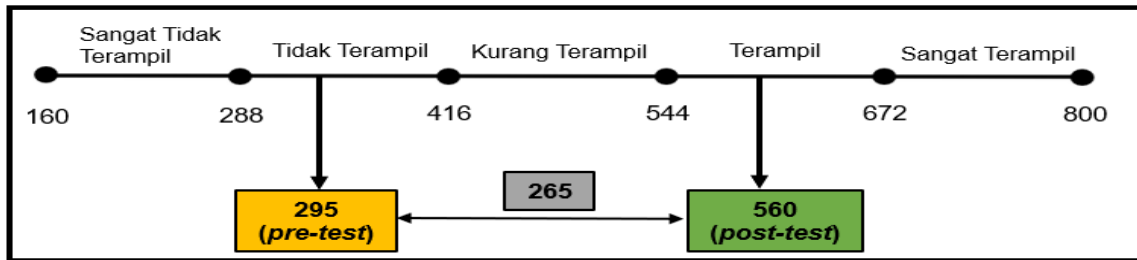 Sangat Tidak
Terampil
Tidak Terampil
Kurang Terampil
Terampil
Sangat Terampil
160
288
416
544
672
800
265
295
(pre-test)
560
(post-test)